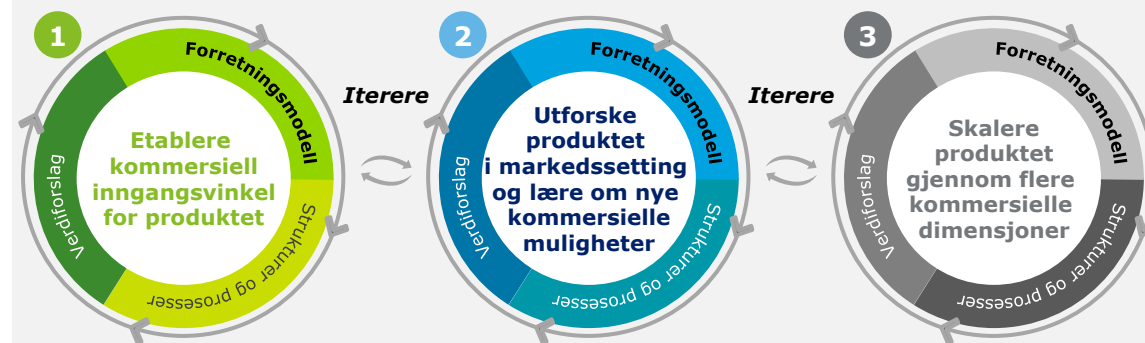 1
Forretningsmodell
Verdiforslag
Strukturer og prosesser
Etablere
kommersiell
inngangsvinkel
for produktet
Iterere
2
Forretningsmodell
Verdiforslag
Strukturer og prosesser
Utforske
produktet
i markedssetting
og lære om nye
kommersielle
muligheter
Iterere
3
Forretningsmodell
Verdiforslag
Strukturer og prosesser
Skalere
produktet
gjennom flere
kommersielle
dimensjoner